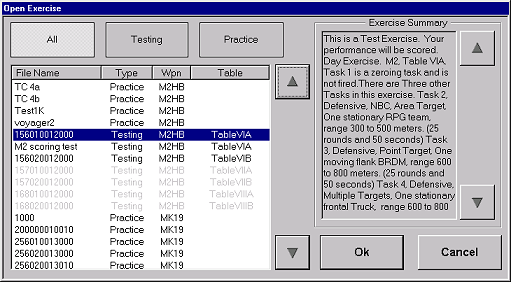 Open Exercise
All Testing Practice
File Name Type Wpn Table
TC 4a Practice M2HB
TC 4b Practice M2HB
Test1K Practice M2HB
voyager2 Practice M2HB
156010012000 Testing M2HB TableVIA
M2 scoring test Testing M2HB TableVIA
156020012000 Testing M2HB TableVIB
157010012000 Testing M2HB TableVIIA
157020012000 Testing M2HB TableVIIB
168010012000 Testing M2HB TableVIIIA
168020012000 Testing M2HB TableVIIIB
1000 Practice MK19
200000010010 Practice MK19
256010013000 Practice MK19
256020013000 Practice MK19
256020013010 Practice MK19
Exercise Summary
This is a Test Exercise. Your
performance will be scored.
Day Exercise. M2, Table VIA.
Task 1 is a zeroing task and is
not fired.There are Three other
Tasks in this exercise. Task 2,
Defensive, NBC, Area Target,
One stationary RPG team,
range 300 to 500 meters. (25
rounds and 50 seconds) Task
3, Defensive, Point Target, One
moving flank BRDM, range 600
to 800 meters. (25 rounds and
50 seconds) Task 4, Defensive,
Multiple Targets, One stationary
frontal Truck, range 600 to 800
Ok Cancel